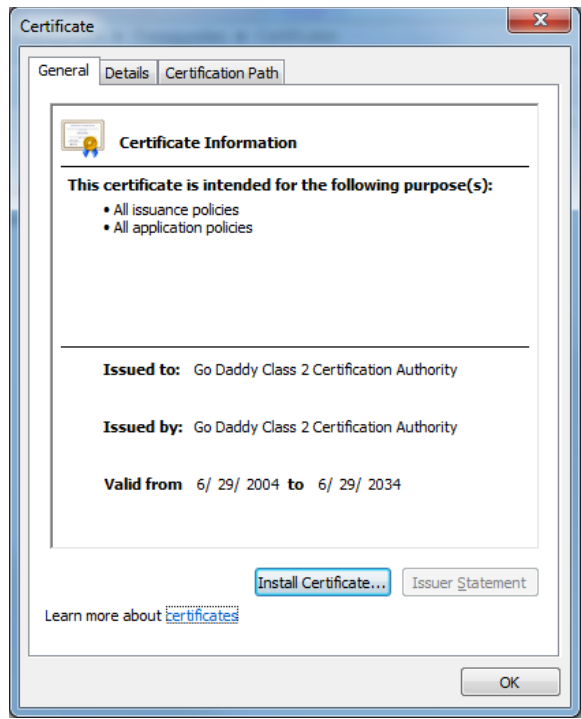 Certificate
General Details Certification Path
Certificate Information
This certificate is intended for the following purpose(s):
• All issuance policies
• All application policies
Issued to: Go Daddy Class 2 Certification Authority
Issued by: Go Daddy Class 2 Certification Authority
Valid from 6/ 29/ 2004 to 6/ 29/ 2034
Install Certificate... Issuer Statement
Learn more about certificates
OK